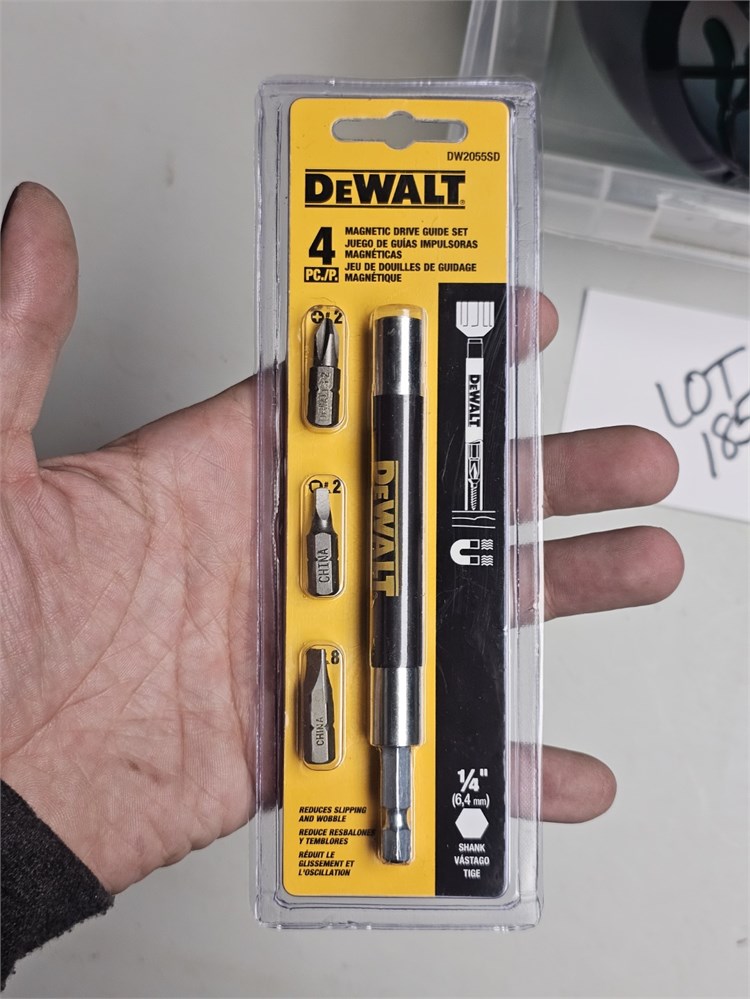 DW2055SD
DEWALT
4
PC./P.
MAGNETIC DRIVE GUIDE SET
JUEGO DE GUÍAS IMPULSORAS
MAGNÉTICAS
JEU DE DOUILLES DE GUIDAGE
MAGNÉTIQUE
2
2
CHINA
8
CHINA
DEWALT
DEWALT
REDUCES SLIPPING
AND WOBBLE
REDUCE RESBALONES
Y TEMBLORES
RÉDUIT LE
GLISSEMENT ET
L'OSCILLATION
1/4"
(6,4 mm)
SHANK
VÁSTAGO
TIGE
LOT
185